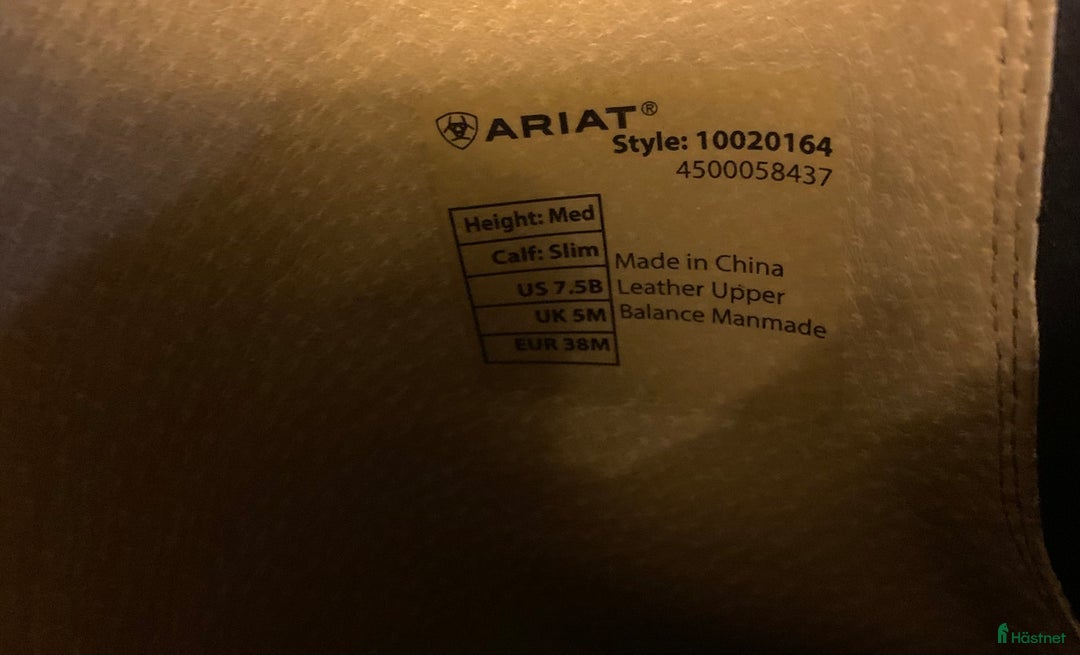 ARIAT®
Style: 10020164
4500058437
Height: Med
Calf: Slim
US 7.5B
UK 5M
EUR 38M
Made in China
Leather Upper
Balance Manmade
Hästnet